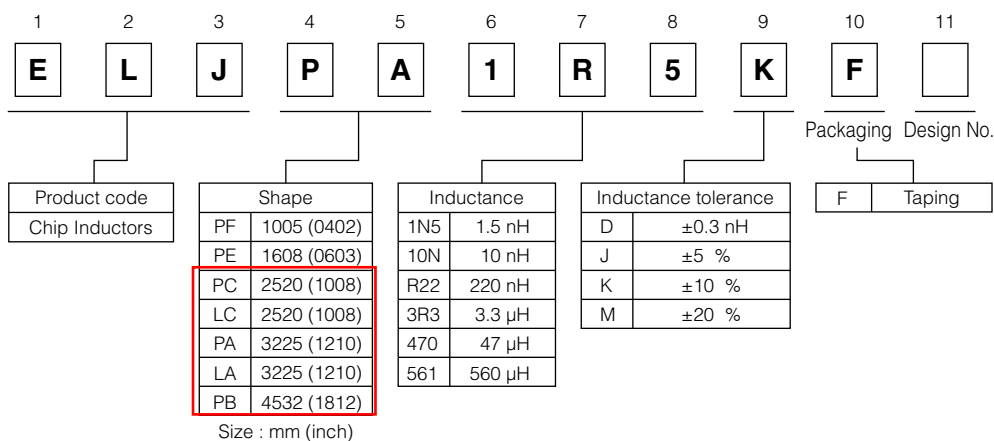 1 2 3 4 5 6 7 8 9 10 11
E L J P A 1 R 5 K F
Packaging Design No.
Product code
Chip Inductors
Shape
PF 1005 (0402)
PE 1608 (0603)
PC 2520 (1008)
LC 2520 (1008)
PA 3225 (1210)
LA 3225 (1210)
PB 4532 (1812)
Size : mm (inch)
Inductance
1N5 1.5 nH
10N 10 nH
R22 220 nH
3R3 3.3 µH
470 47 µH
561 560 µH
Inductance tolerance
D ±0.3 nH
J ±5 %
K ±10 %
M ±20 %
F Taping